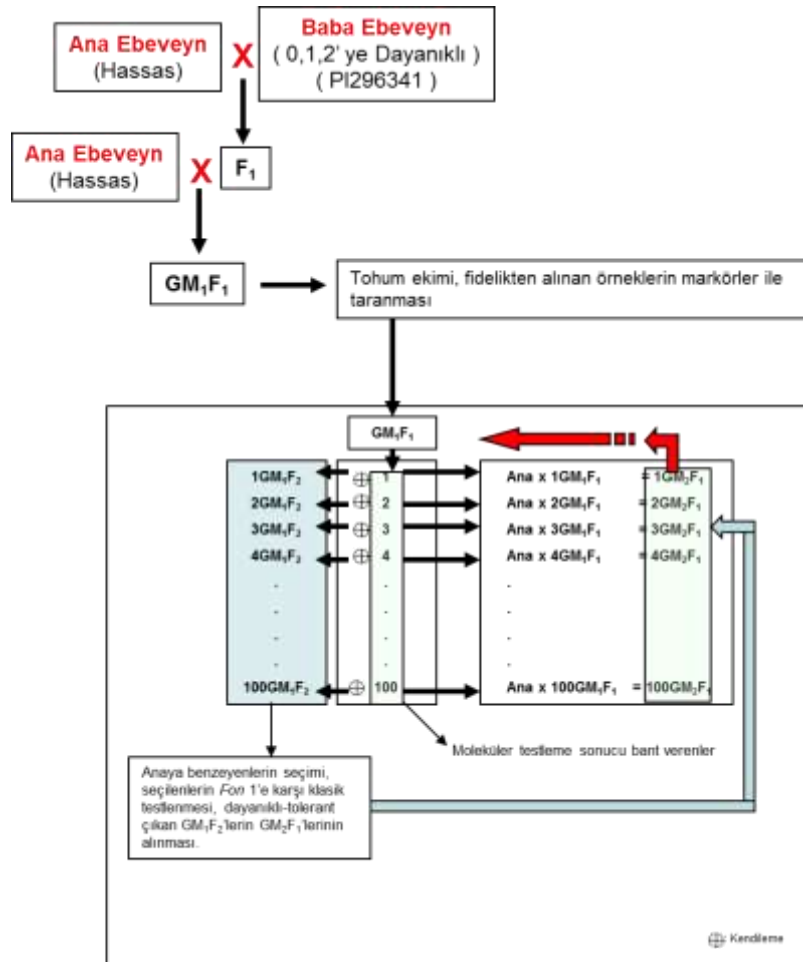 Ana Ebeveyn
(Hassas)
X
Baba Ebeveyn
( 0,1,2' ye Dayanıklı )
( PI296341 )
Ana Ebeveyn
(Hassas)
X
F₁
GM₁F₁
Tohum ekimi, fidelikten alınan örneklerin markörler ile
taranması
GM₁F₁
1GM₁F₂ ⊕ 1 Ana x 1GM₁F₁ = 1GM₂F₁
2GM₁F₂ ⊕ 2 Ana x 2GM₁F₁ = 2GM₂F₁
3GM₁F₂ ⊕ 3 Ana x 3GM₁F₁ = 3GM₂F₁
4GM₁F₂ ⊕ 4 Ana x 4GM₁F₁ = 4GM₂F₁
. . .
. . .
. . .
. . .
100GM₁F₂ ⊕ 100 Ana x 100GM₁F₁ = 100GM₂F₁
Moleküler testleme sonucu bant verenler
Anaya benzeyenlerin seçimi,
seçilenlerin Fon 1'e karşı klasik
testlenmesi, dayanıklı-tolerant
çıkan GM₁F₂'lerin GM₂F₁'lerinin
alınması.
⊕: Kendileme